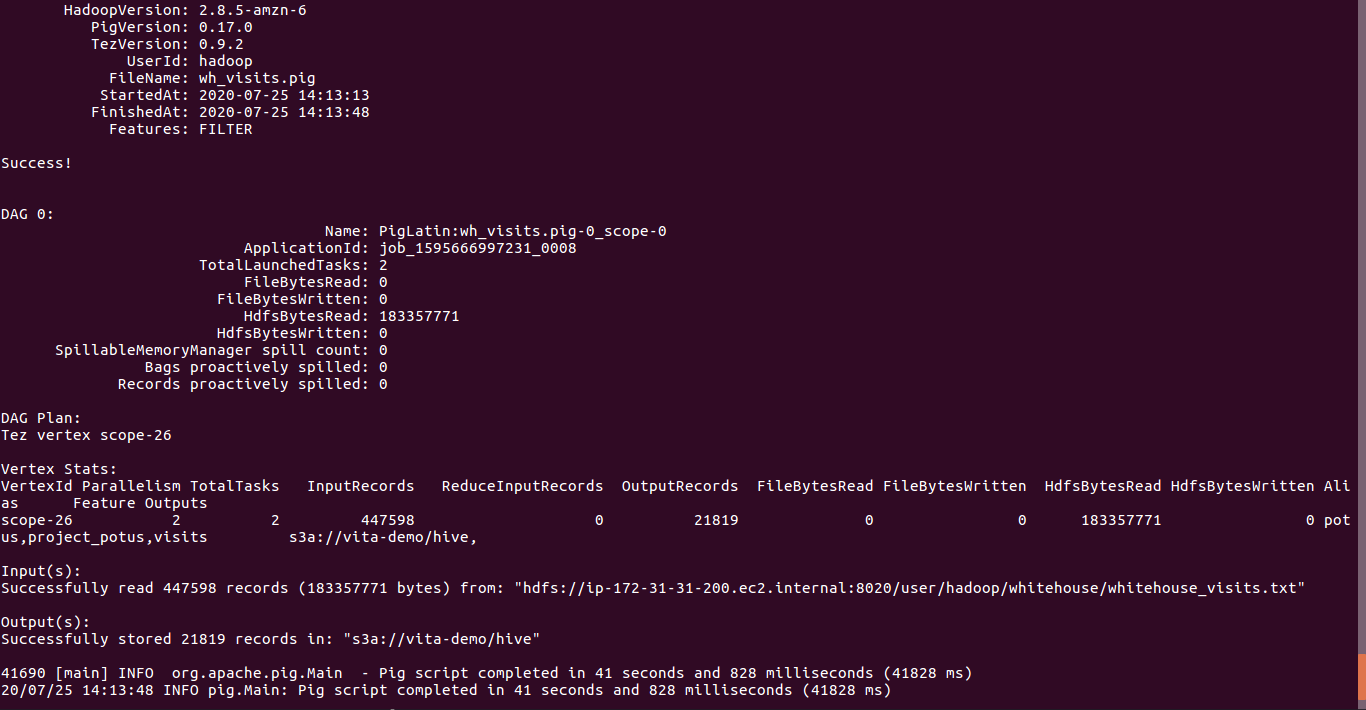 HadoopVersion: 2.8.5-amzn-6
PigVersion: 0.17.0
TezVersion: 0.9.2
UserId: hadoop
FileName: wh_visits.pig
StartedAt: 2020-07-25 14:13:13
FinishedAt: 2020-07-25 14:13:48
Features: FILTER
Success!
DAG 0:
Name: PigLatin:wh_visits.pig-0_scope-0
ApplicationId: job_1595666997231_0008
TotalLaunchedTasks: 2
FileBytesRead: 0
FileBytesWritten: 0
HdfsBytesRead: 183357771
HdfsBytesWritten: 0
SpillableMemoryManager spill count: 0
Bags proactively spilled: 0
Records proactively spilled: 0
DAG Plan:
Tez vertex scope-26
Vertex Stats:
VertexId Parallelism TotalTasks   InputRecords   ReduceInputRecords  OutputRecords  FileBytesRead FileBytesWritten  HdfsBytesRead HdfsBytesWritten Ali
as      Feature Outputs
scope-26           2          2         447598                    0          21819              0                0      183357771                0 pot
us,project_potus,visits         s3a://vita-demo/hive,
Input(s):
Successfully read 447598 records (183357771 bytes) from: "hdfs://ip-172-31-31-200.ec2.internal:8020/user/hadoop/whitehouse/whitehouse_visits.txt"
Output(s):
Successfully stored 21819 records in: "s3a://vita-demo/hive"
41690 [main] INFO  org.apache.pig.Main  - Pig script completed in 41 seconds and 828 milliseconds (41828 ms)
20/07/25 14:13:48 INFO pig.Main: Pig script completed in 41 seconds and 828 milliseconds (41828 ms)